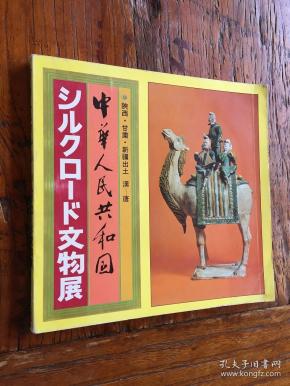 陝西・甘肅・新疆出土 漢—唐
中華人民共和国
シルクロード文物展
孔夫子旧书网
kongfz.com